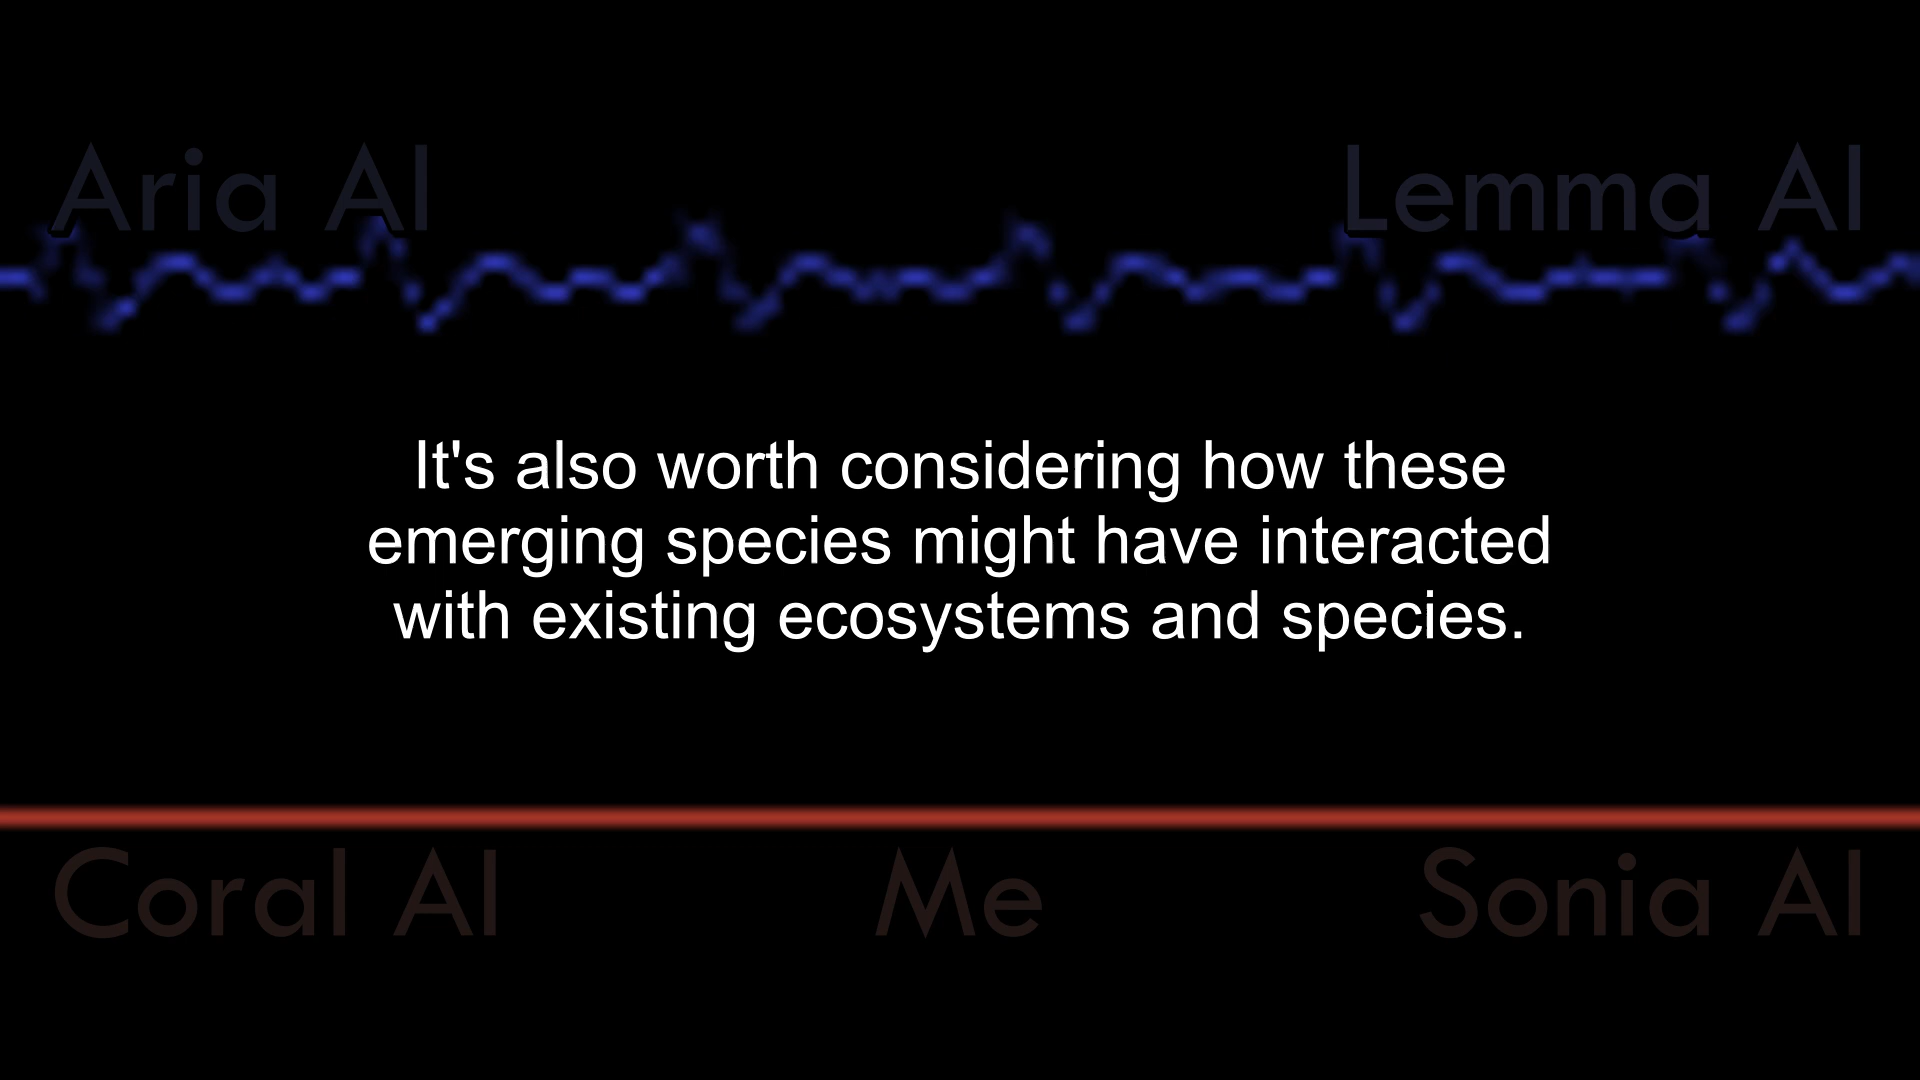 Aria AI
Lemma AI
It's also worth considering how these
emerging species might have interacted
with existing ecosystems and species.
Coral AI
Me
Sonia AI